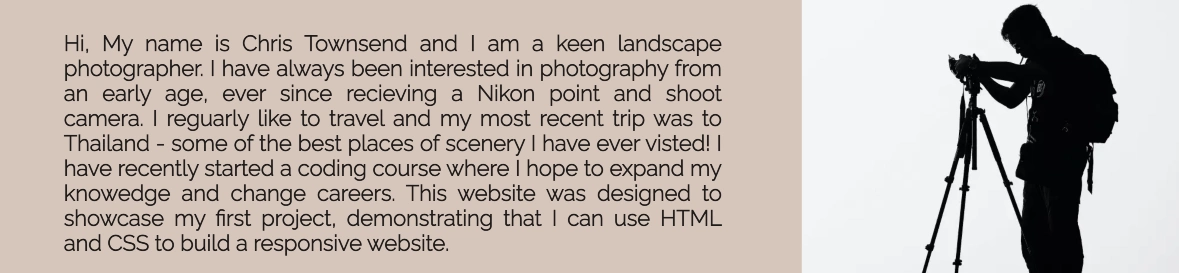 Hi, My name is Chris Townsend and I am a keen landscape
photographer. I have always been interested in photography from
an early age, ever since recieving a Nikon point and shoot
camera. I reguarly like to travel and my most recent trip was to
Thailand - some of the best places of scenery I have ever visted! I
have recently started a coding course where I hope to expand my
knowedge and change careers. This website was designed to
showcase my first project, demonstrating that I can use HTML
and CSS to build a responsive website.